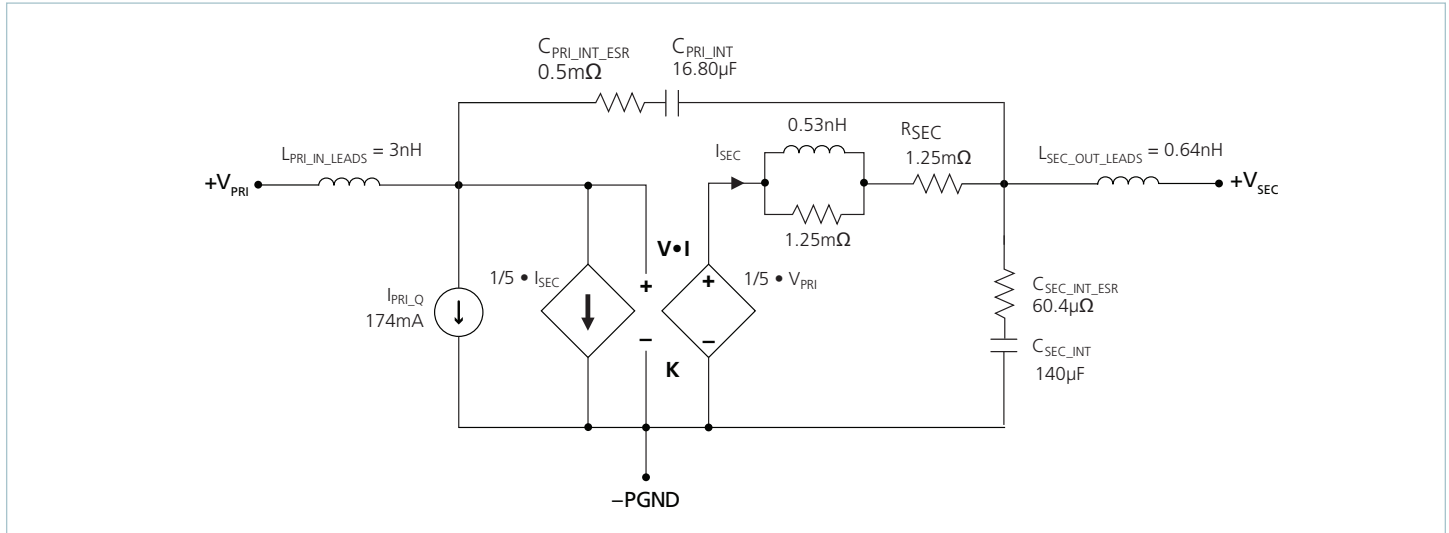 C_PRI_INT_ESR
0.5mΩ
C_PRI_INT
16.80µF
0.53nH
L_PRI_IN_LEADS = 3nH
I_SEC
R_SEC
1.25mΩ
L_SEC_OUT_LEADS = 0.64nH
+V_PRI
+V_SEC
1.25mΩ
V•I
1/5 • I_SEC
+
+
1/5 • V_PRI
C_SEC_INT_ESR
60.4µΩ
I_PRI_Q
174mA
–
–
C_SEC_INT
140µF
K
–PGND